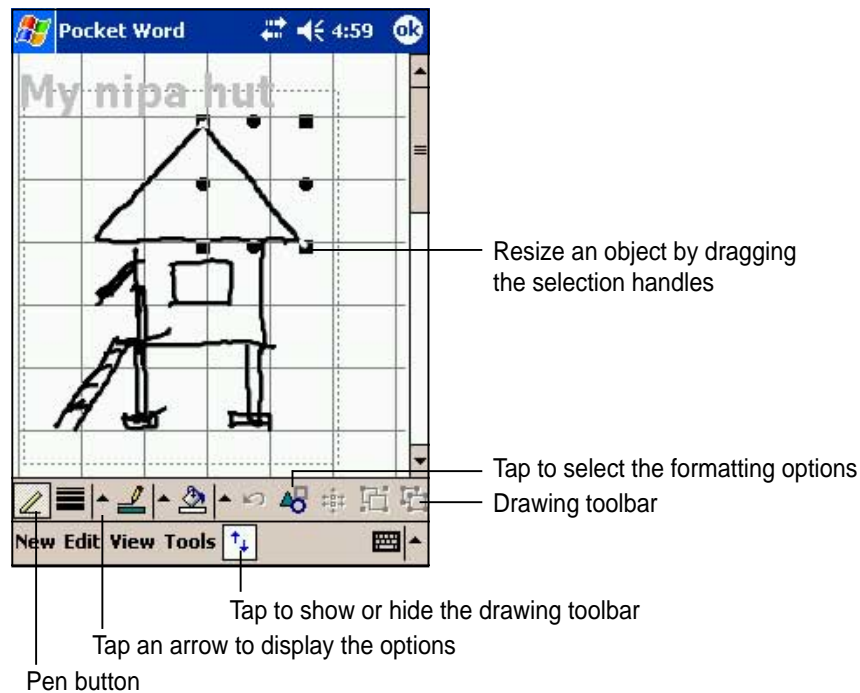 Pocket Word 4:59 ok
My nipa hut
Resize an object by dragging
the selection handles
Tap to select the formatting options
Drawing toolbar
New Edit View Tools
Tap to show or hide the drawing toolbar
Tap an arrow to display the options
Pen button